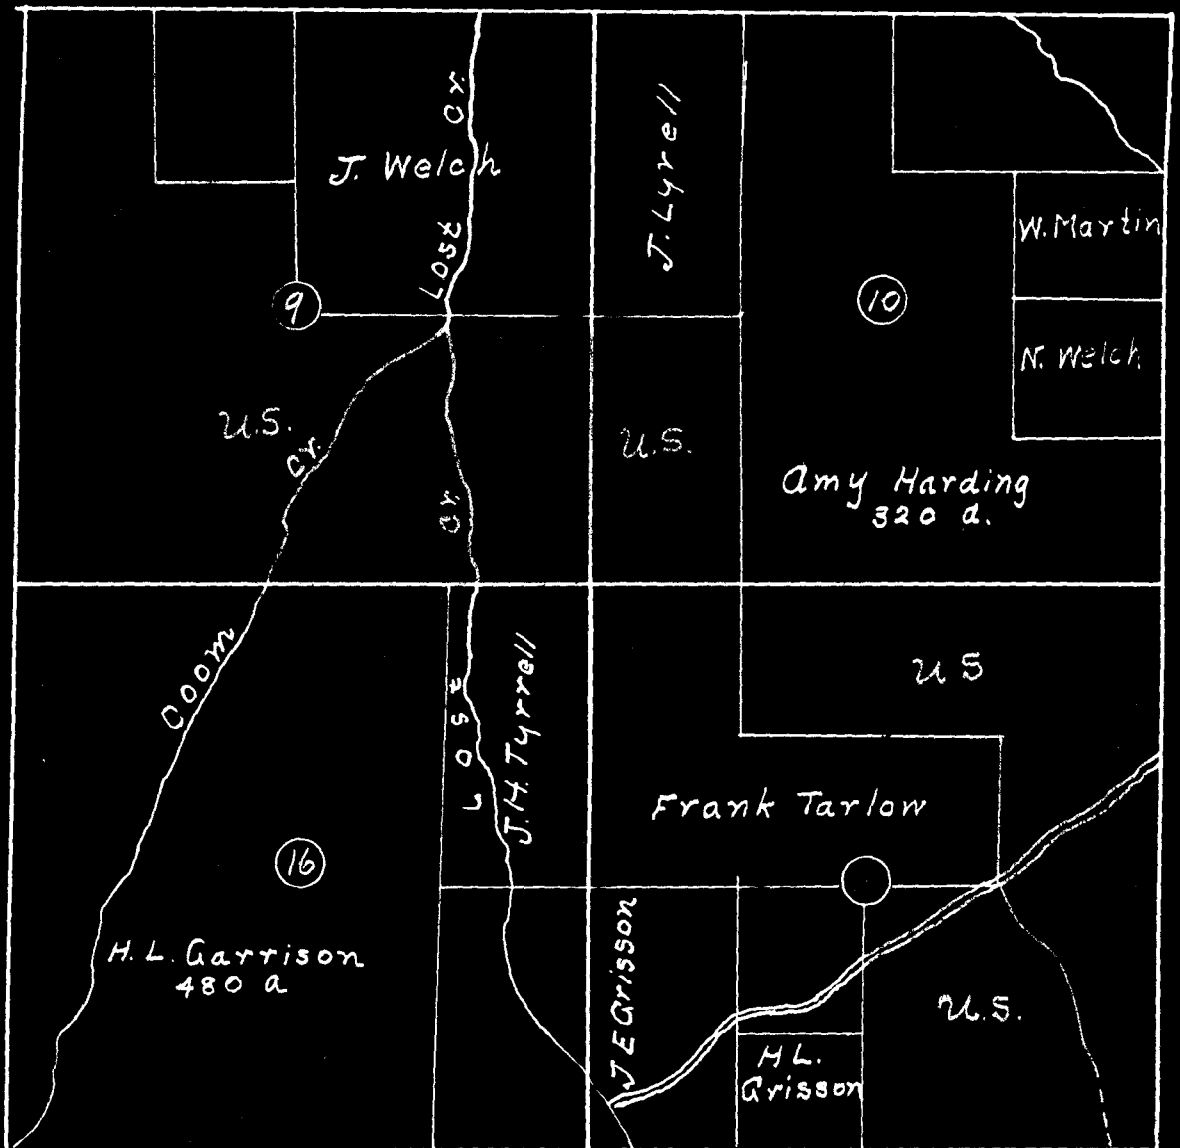 Lost Cr.
J. Welch
J. Lyrell
W. Martin
9
10
N. Welch
U.S.
Cr.
U.S.
Amy Harding
320 a.
Cr.
Coom
Lost
J.H. Tyrrell
U S
Frank Tarlow
16
H. L. Garrison
480 a
J E Grisson
U.S.
H L.
Grisson